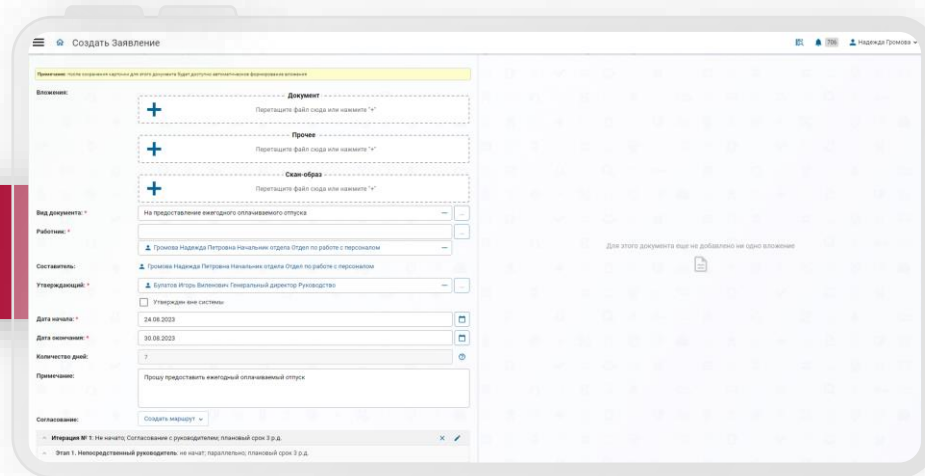 Создать Заявление
706
Надежда Громова
Примечание: после сохранения карточки для этого документа будет доступно автоматическое формирование вложения
Вложения:
Документ
Перетащите файл сюда или нажмите "+"
Прочее
Перетащите файл сюда или нажмите "+"
Скан-образ
Перетащите файл сюда или нажмите "+"
Вид документа: *
На предоставление ежегодного оплачиваемого отпуска
...
Работник: *
...
Громова Надежда Петровна Начальник отдела Отдел по работе с персоналом
Составитель:
Громова Надежда Петровна Начальник отдела Отдел по работе с персоналом
Утверждающий: *
Булатов Игорь Виленович Генеральный директор Руководство
...
Утвержден вне системы
Дата начала: *
24.08.2023
Дата окончания: *
30.08.2023
Количество дней:
7
Примечание:
Прошу предоставить ежегодный оплачиваемый отпуск
Согласование:
Создать маршрут
Итерация № 1: Не начато; Согласование с руководителем; плановый срок 3 р.д.
Этап 1. Непосредственный руководитель: не начат; параллельно; плановый срок 3 р.д.
Для этого документа еще не добавлено ни одно вложение